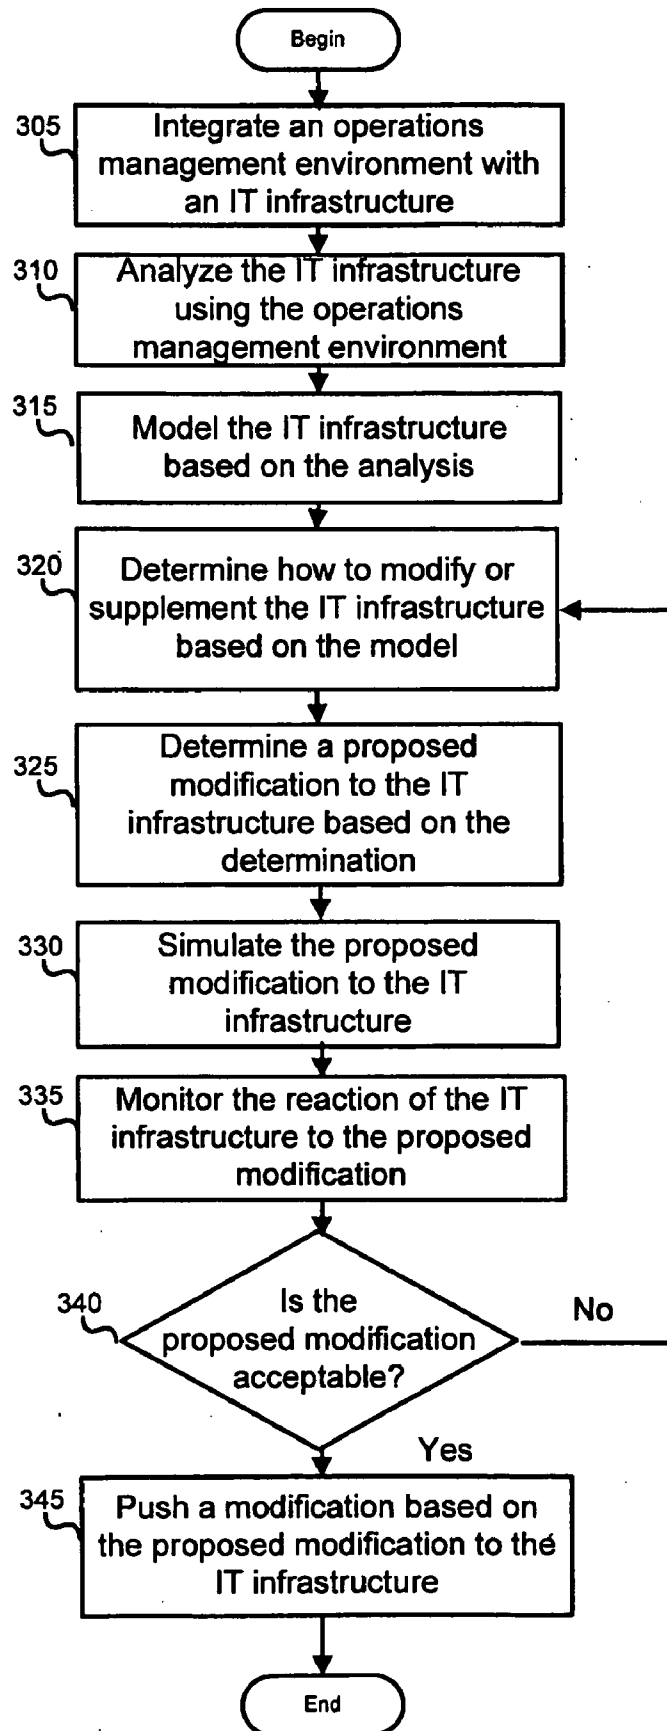 Begin
305
Integrate an operations
management environment with
an IT infrastructure
310
Analyze the IT infrastructure
using the operations
management environment
315
Model the IT infrastructure
based on the analysis
320
Determine how to modify or
supplement the IT infrastructure
based on the model
325
Determine a proposed
modification to the IT
infrastructure based on the
determination
330
Simulate the proposed
modification to the IT
infrastructure
335
Monitor the reaction of the IT
infrastructure to the proposed
modification
340
Is the
proposed modification
acceptable?
No
Yes
345
Push a modification based on
the proposed modification to the
IT infrastructure
End